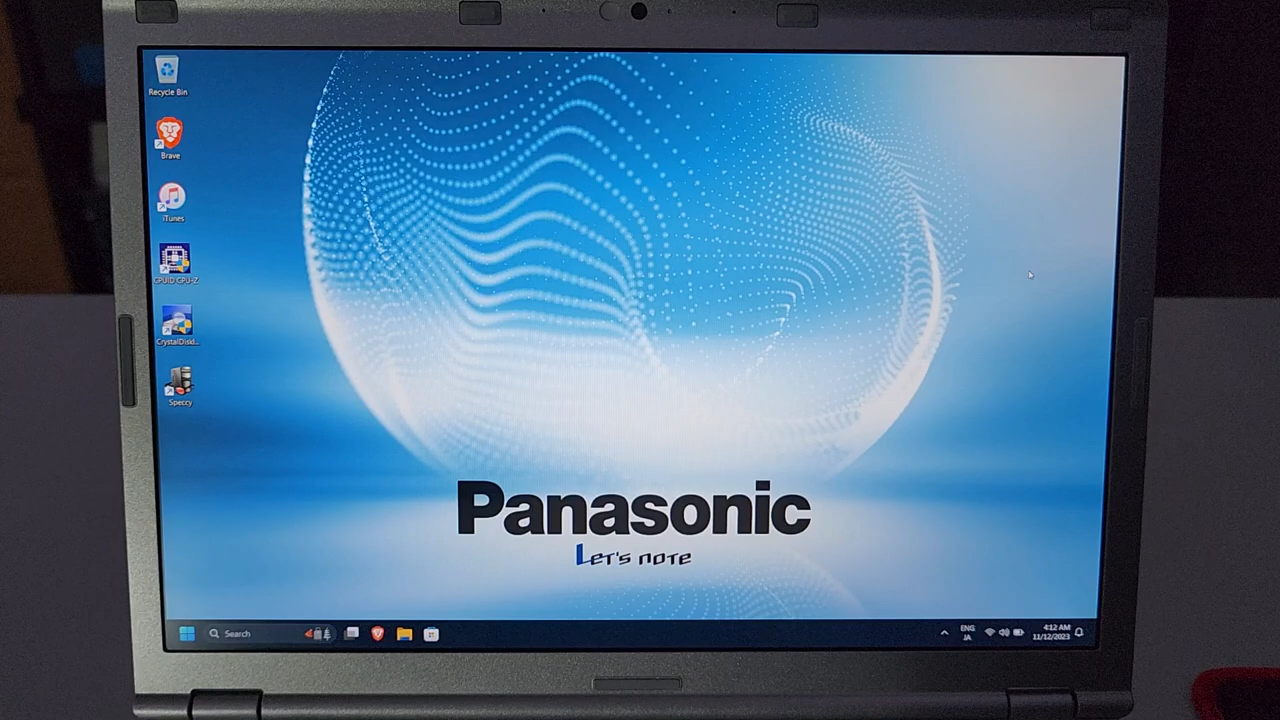 Recycle Bin
Brave
iTunes
CPUID CPU-Z
CrystalDiskI...
Speccy
Panasonic
Let's note
Search
ENG
JA
4:12 AM
11/12/2023